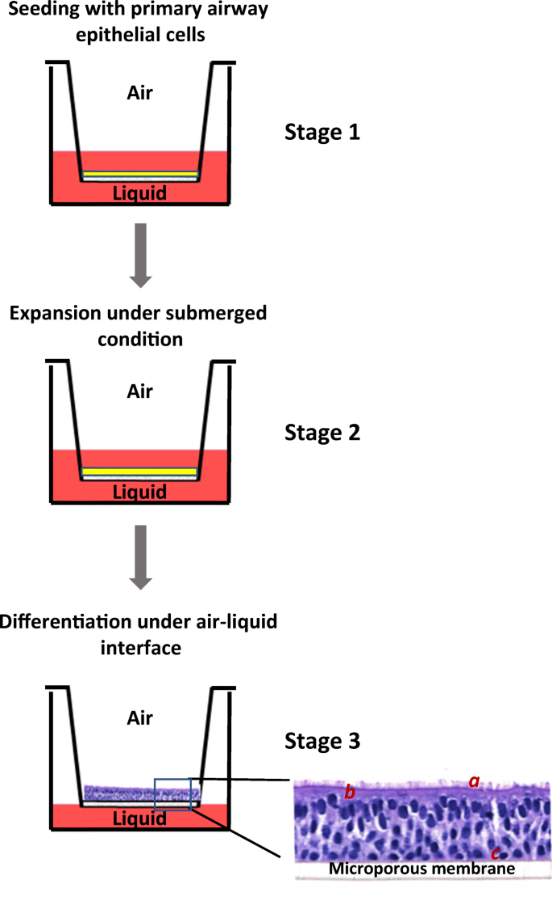 Seeding with primary airway
epithelial cells
Air
Stage 1
Liquid
Expansion under submerged
condition
Air
Stage 2
Liquid
Differentiation under air-liquid
interface
Air
Stage 3
Liquid
a
b
c
Microporous membrane